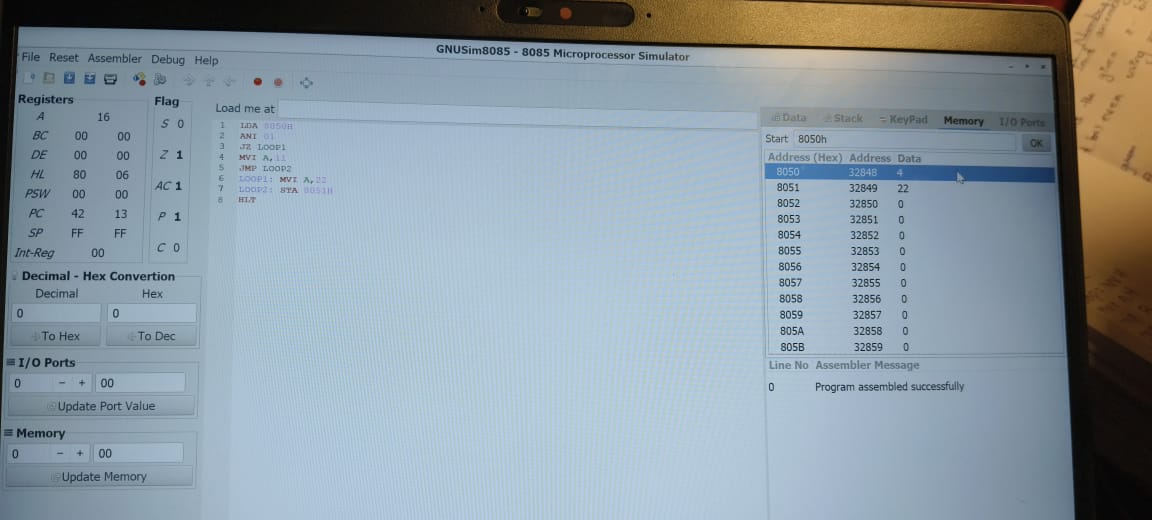 GNUSim8085 - 8085 Microprocessor Simulator
File Reset Assembler Debug Help
Registers
A 16
BC 00 00
DE 00 00
HL 80 06
PSW 00 00
PC 42 13
SP FF FF
Int-Reg 00
Flag
S 0
Z 1
AC 1
P 1
C 0
Decimal - Hex Convertion
Decimal Hex
0 0
To Hex To Dec
I/O Ports
0 - + 00
Update Port Value
Memory
0 - + 00
Update Memory
Load me at
1 LDA 8050H
2 ANI 01
3 JZ LOOP1
4 MVI A,11
5 JMP LOOP2
6 LOOP1: MVI A,22
7 LOOP2: STA 8051H
8 HLT
Data Stack KeyPad Memory I/O Ports
Start 8050h OK
Address (Hex) Address Data
8050 32848 4
8051 32849 22
8052 32850 0
8053 32851 0
8054 32852 0
8055 32853 0
8056 32854 0
8057 32855 0
8058 32856 0
8059 32857 0
805A 32858 0
805B 32859 0
Line No Assembler Message
0 Program assembled successfully
given
using
even